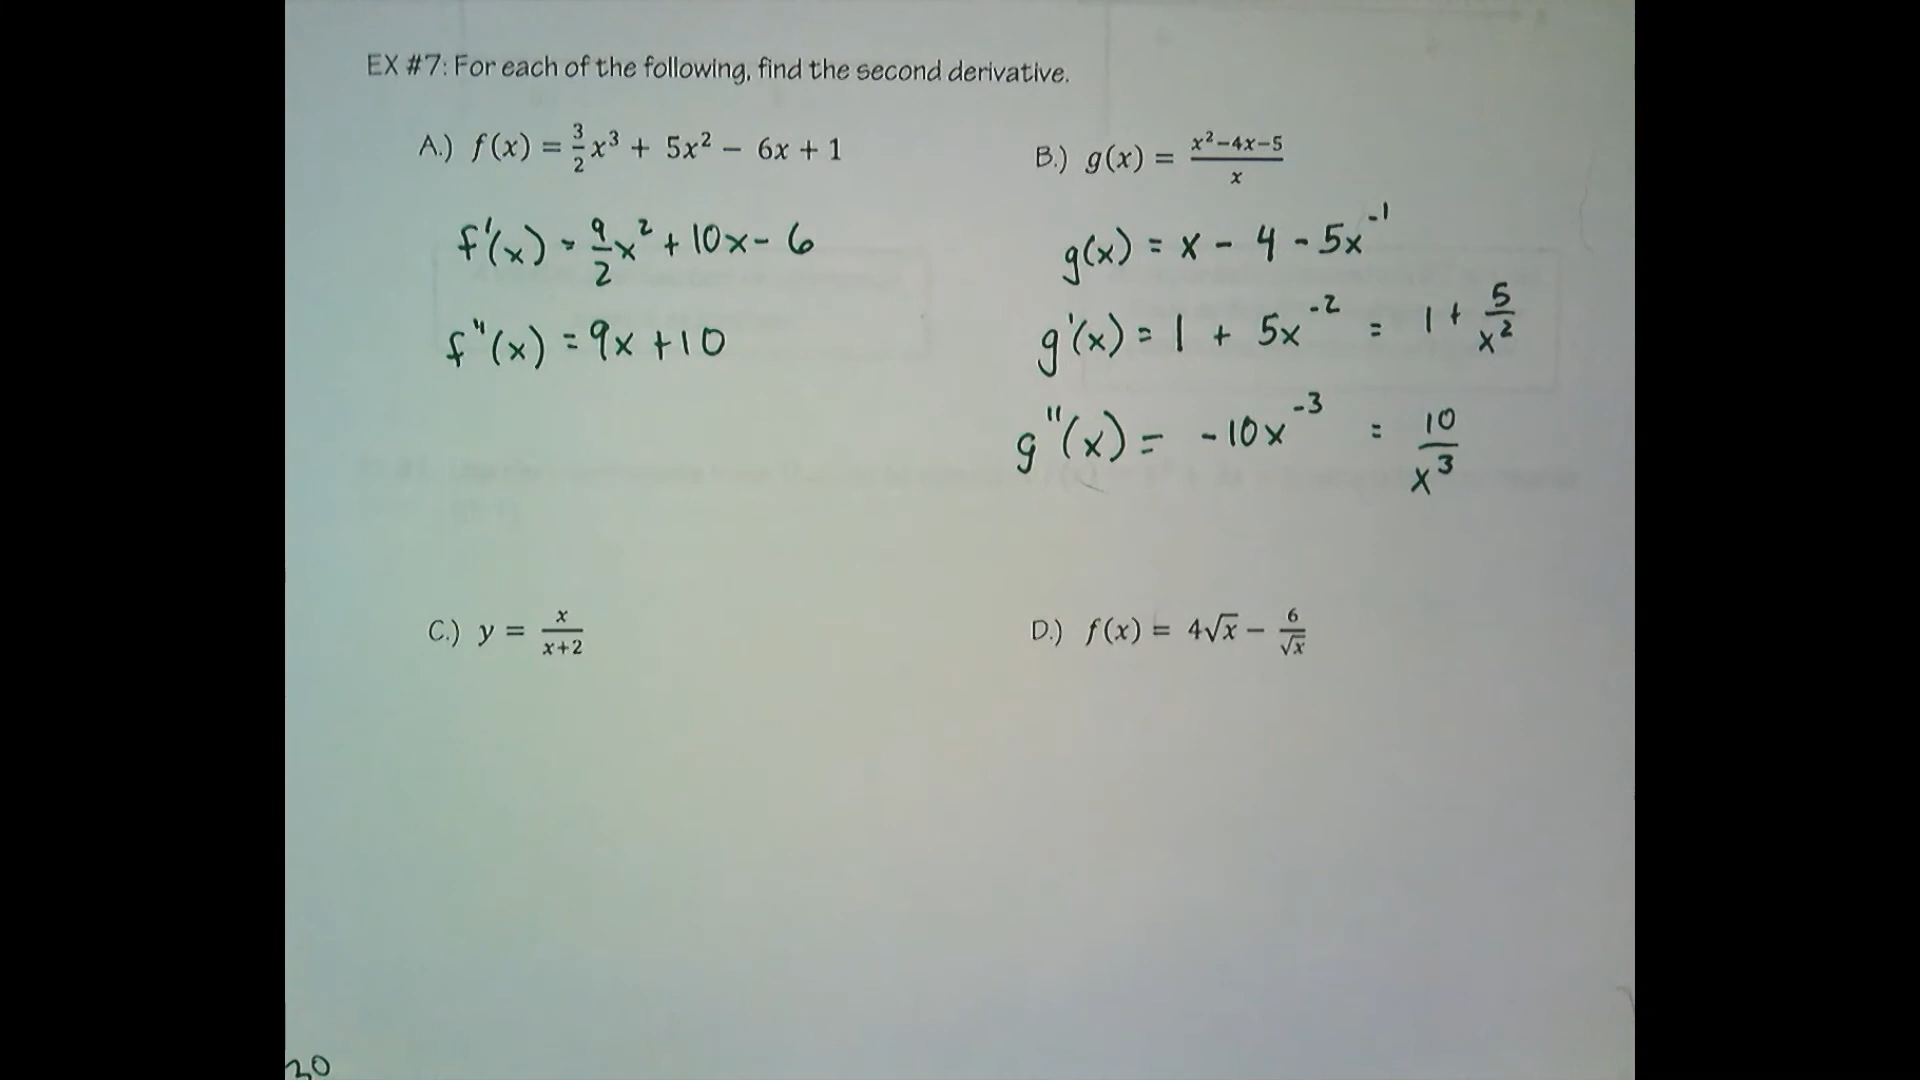 EX #7: For each of the following, find the second derivative.
A.) f(x) = 3/2 x³ + 5x² − 6x + 1
f'(x) = 9/2 x² + 10x - 6
f"(x) = 9x + 10
B.) g(x) = x²−4x−5 / x
g(x) = x - 4 - 5x⁻¹
g'(x) = 1 + 5x⁻² = 1 + 5/x²
g"(x) = -10x⁻³ = 10/x³
C.) y = x/x+2
D.) f(x) = 4√x − 6/√x
30